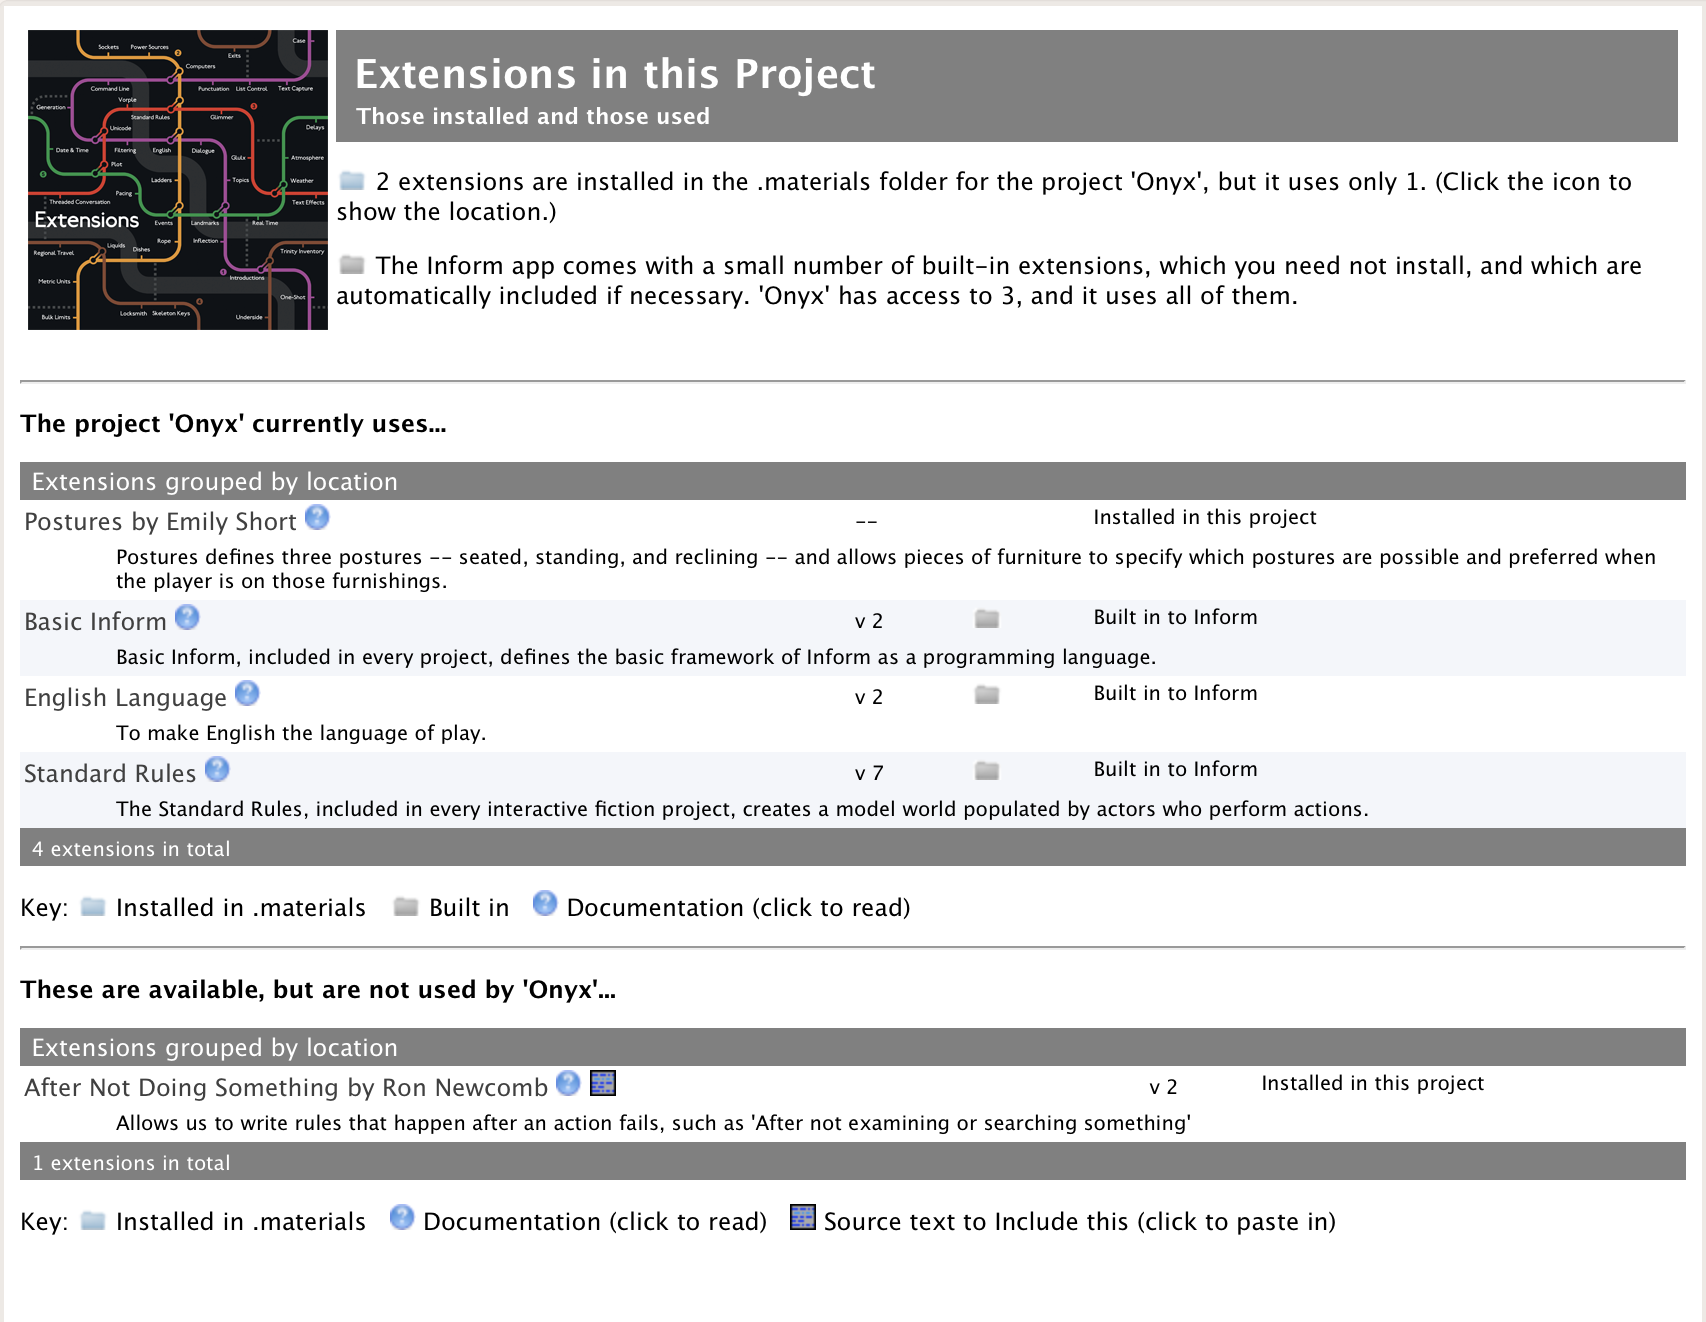 Case
Sockets Power Sources
2
Exits
Computers
Command Line Punctuation List Control Text Capture
Vorple
Generation
3
Standard Rules Glimmer
Unicode Delays
Date & Time Filtering English Dialogue
Glulx Atmosphere
Plot
5
Ladders Topics Weather
Pacing
Threaded Conversation Text Effects
Extensions
Events Landmarks Real Time
Rope Inflection
Liquids Dishes
Regional Travel Trinity Inventory
1
Introductions
Metric Units
One-Shot
4
Locksmith Skeleton Keys
Bulk Limits Underside
Extensions in this Project
Those installed and those used
2 extensions are installed in the .materials folder for the project 'Onyx', but it uses only 1. (Click the icon to
show the location.)
The Inform app comes with a small number of built-in extensions, which you need not install, and which are
automatically included if necessary. 'Onyx' has access to 3, and it uses all of them.
The project 'Onyx' currently uses...
Extensions grouped by location
Postures by Emily Short ? -- Installed in this project
Postures defines three postures -- seated, standing, and reclining -- and allows pieces of furniture to specify which postures are possible and preferred when
the player is on those furnishings.
Basic Inform ? v 2 Built in to Inform
Basic Inform, included in every project, defines the basic framework of Inform as a programming language.
English Language ? v 2 Built in to Inform
To make English the language of play.
Standard Rules ? v 7 Built in to Inform
The Standard Rules, included in every interactive fiction project, creates a model world populated by actors who perform actions.
4 extensions in total
Key: Installed in .materials Built in ? Documentation (click to read)
These are available, but are not used by 'Onyx'...
Extensions grouped by location
After Not Doing Something by Ron Newcomb ? v 2 Installed in this project
Allows us to write rules that happen after an action fails, such as 'After not examining or searching something'
1 extensions in total
Key: Installed in .materials ? Documentation (click to read) Source text to Include this (click to paste in)